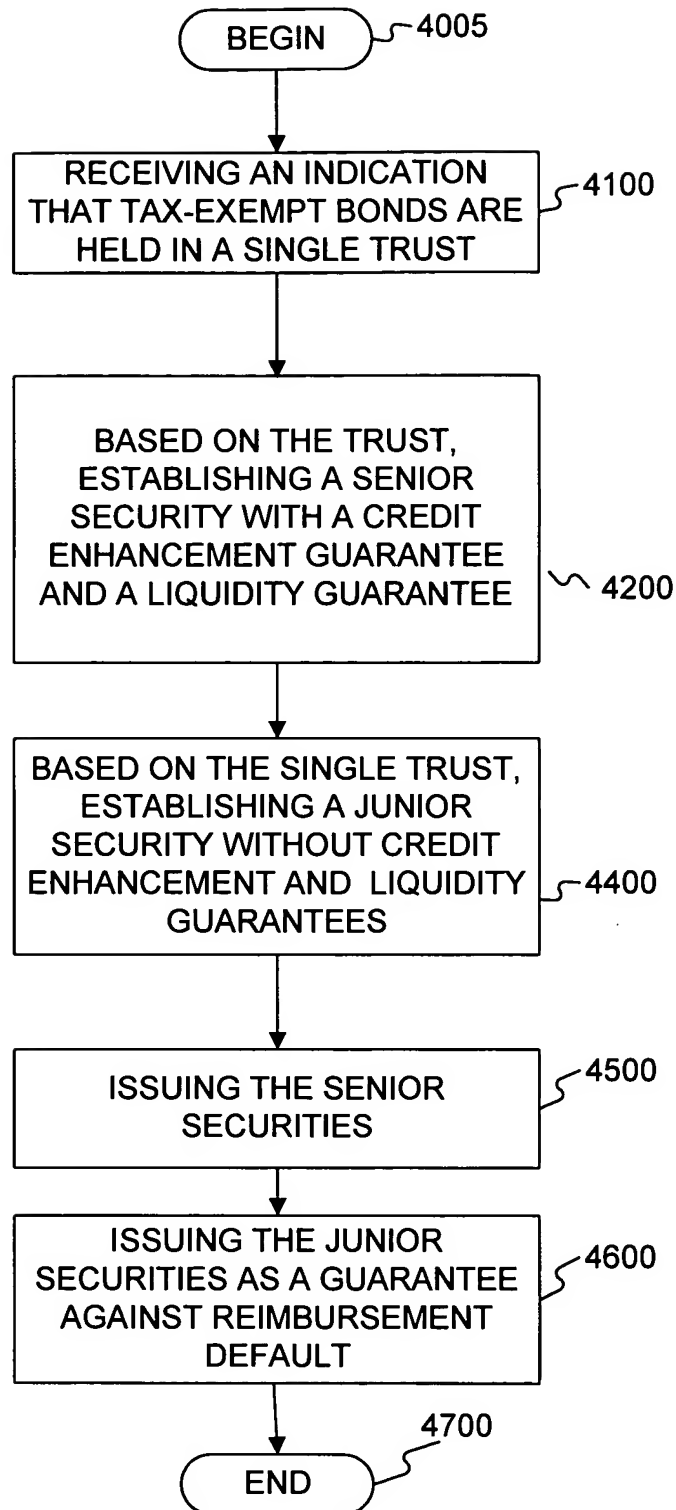 BEGIN
4005
RECEIVING AN INDICATION
THAT TAX-EXEMPT BONDS ARE
HELD IN A SINGLE TRUST
4100
BASED ON THE TRUST,
ESTABLISHING A SENIOR
SECURITY WITH A CREDIT
ENHANCEMENT GUARANTEE
AND A LIQUIDITY GUARANTEE
4200
BASED ON THE SINGLE TRUST,
ESTABLISHING A JUNIOR
SECURITY WITHOUT CREDIT
ENHANCEMENT AND LIQUIDITY
GUARANTEES
4400
ISSUING THE SENIOR
SECURITIES
4500
ISSUING THE JUNIOR
SECURITIES AS A GUARANTEE
AGAINST REIMBURSEMENT
DEFAULT
4600
END
4700